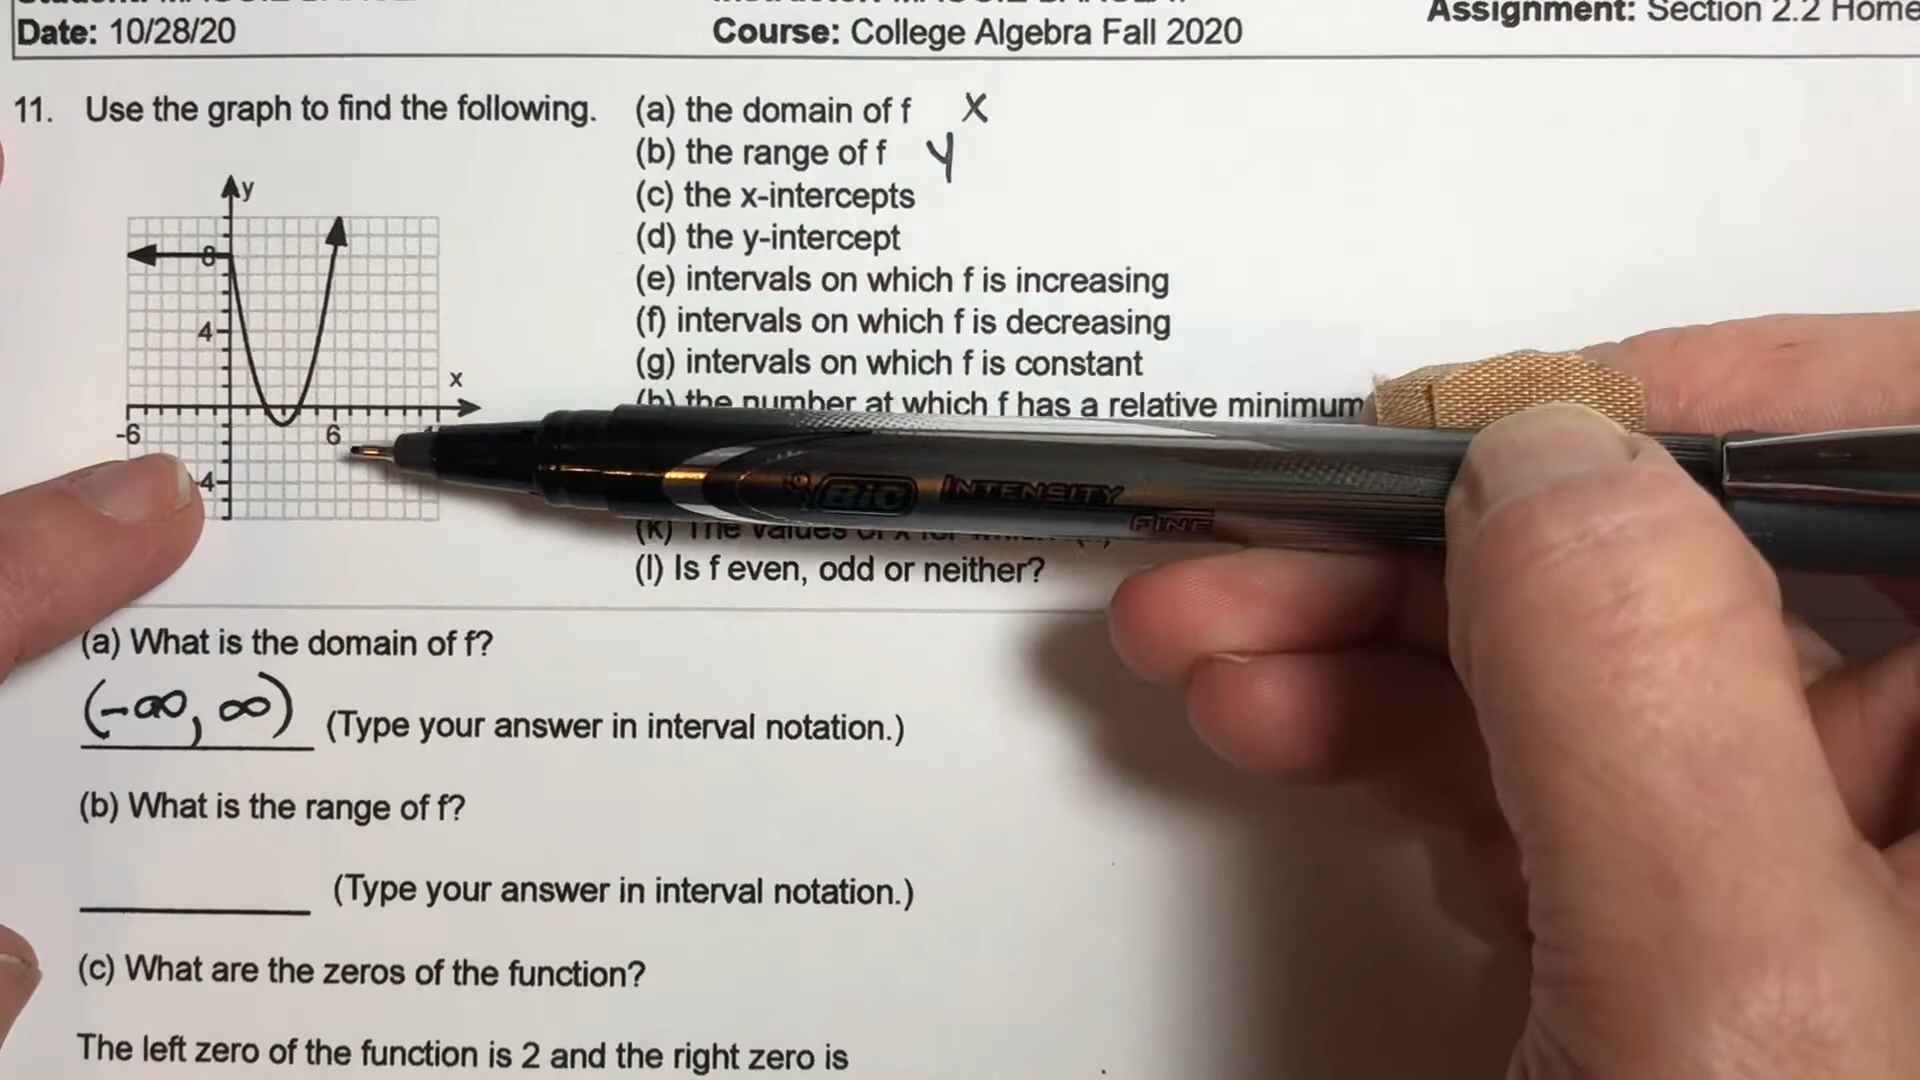 Date: 10/28/20
Course: College Algebra Fall 2020
Assignment: Section 2.2 Home
11. Use the graph to find the following.
(a) the domain of f X
(b) the range of f y
(c) the x-intercepts
(d) the y-intercept
(e) intervals on which f is increasing
(f) intervals on which f is decreasing
(g) intervals on which f is constant
(h) the number at which f has a relative minimum
y
8
4
x
-6
6
-4
BiC INTENSITY
FINE
(k) The values of x for
(l) Is f even, odd or neither?
(a) What is the domain of f?
(-∞, ∞) (Type your answer in interval notation.)
(b) What is the range of f?
(Type your answer in interval notation.)
(c) What are the zeros of the function?
The left zero of the function is 2 and the right zero is